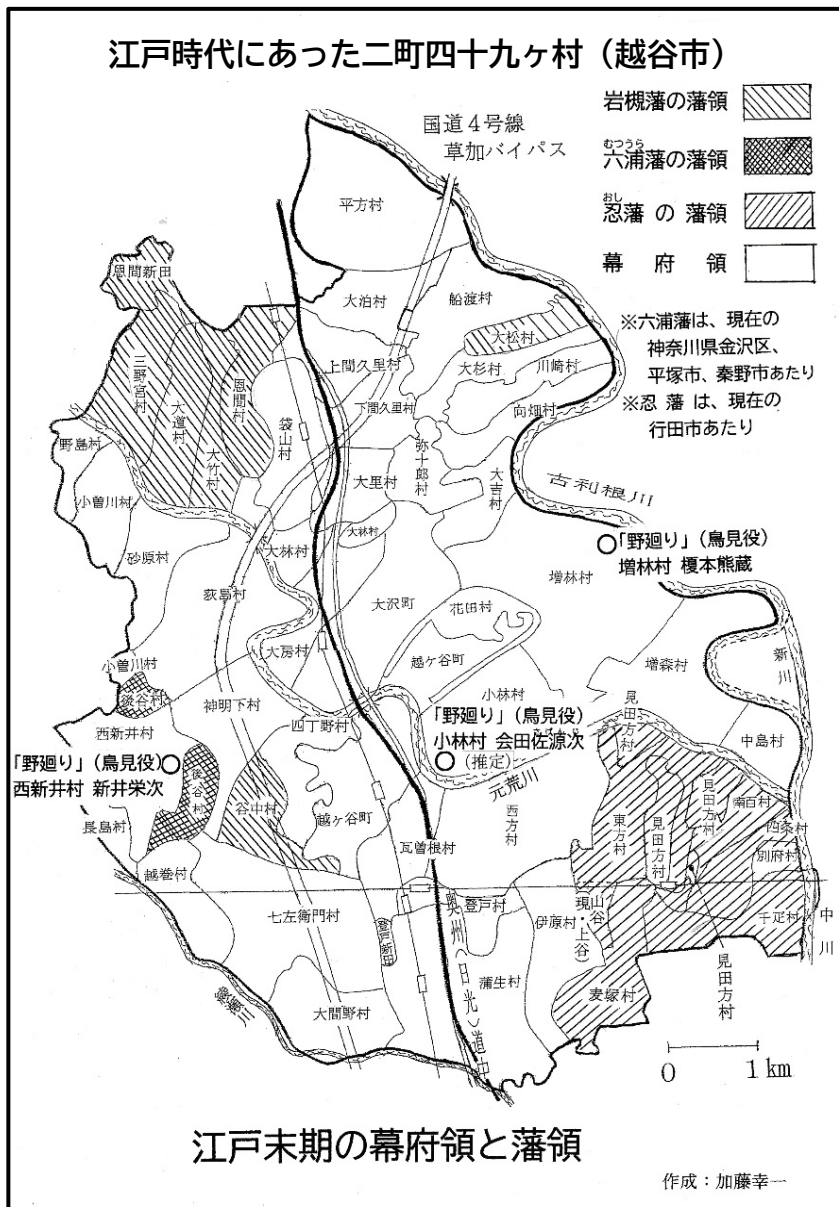 江戸時代にあった二町四十九ヶ村（越谷市）
岩槻藩の藩領
むつうら
六浦藩の藩領
おし
忍藩の藩領
幕府領
※六浦藩は、現在の
神奈川県金沢区、
平塚市、秦野市あたり
※忍藩は、現在の
行田市あたり
国道4号線
草加バイパス
平方村
恩間新田
大泊村
船渡村
大松村
上間久里村
大杉村
川崎村
三野宮村
大道村
恩間村
下間久里村
向畑村
袋山村
大竹村
野島村
弥十郎村
大里村
大吉村
小曽川村
古利根川
大林村
大林村
砂原村
「野廻り」（鳥見役）
増林村 榎本熊蔵
増林村
荻島村
大沢町
花田村
大房村
越ヶ谷町
新川
小曽川村
増森村
後谷村
神明下村
小林村
見田方村
西新井村
四丁野村
「野廻り」（鳥見役）
小林村 会田佐源次
（推定）
中島村
元荒川
「野廻り」（鳥見役）
西新井村 新井栄次
後谷村
谷中村
越ヶ谷町
西方村
東方村
見田方村
見田方村
南百村
四条村
別府村
長島村
瓦曽根村
越巻村
七左衛門村
登戸新田
登戸村
伊原村
山谷
（現・上谷）
千疋村
中川
奥州（日光）道中
蒲生村
麦塚村
見田方村
綾瀬川
大間野村
0 1km
江戸末期の幕府領と藩領
作成：加藤幸一